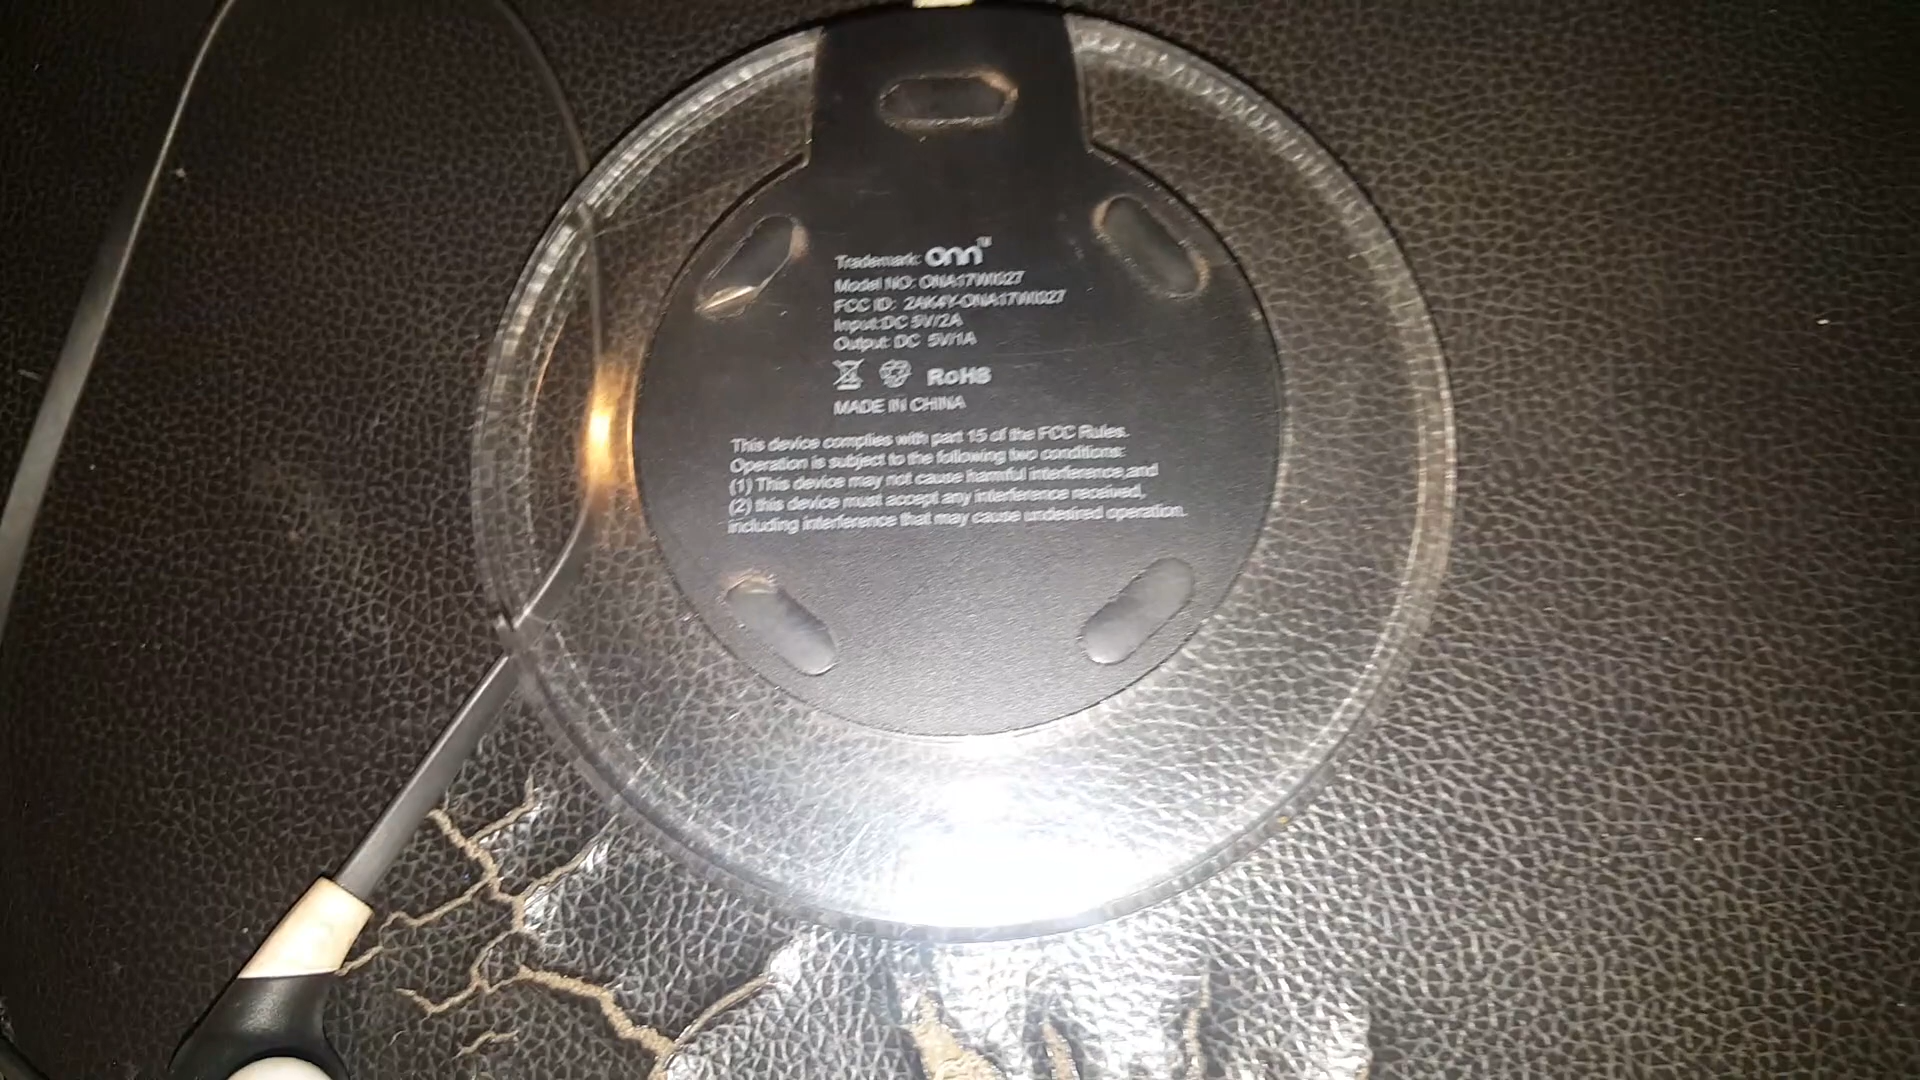 Trademark: onn™
Model NO: ONA17WI327
FCC ID: 2AK4Y-ONA17WI327
Input:DC 5V/2A
Output: DC 5V/1A
RoHS
MADE IN CHINA
This device complies with part 15 of the FCC Rules.
Operation is subject to the following two conditions:
(1) This device may not cause harmful interference,and
(2) this device must accept any interference received,
including interference that may cause undesired operation.